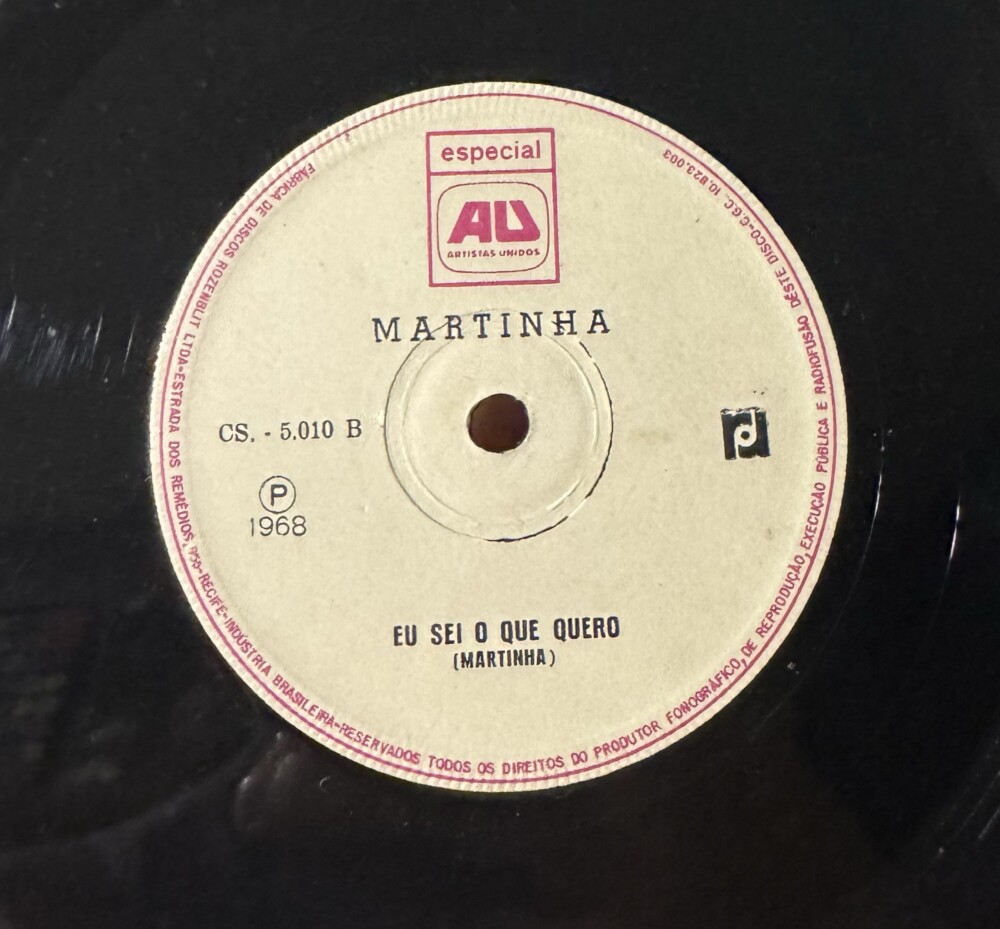 especial
AU
ARTISTAS UNIDOS
MARTINHA
CS. - 5.010 B
P
1968
EU SEI O QUE QUERO
(MARTINHA)
FÁBRICA DE DISCOS ROZENBLIT LTDA-ESTRADA DOS REMÉDIOS, -RECIFE-INDÚSTRIA BRASILEIRA-RESERVADOS TODOS OS DIREITOS DO PRODUTOR FONOGRÁFICO, DE REPRODUÇÃO, EXECUÇÃO PÚBLICA E RADIOFUSÃO DÊSTE DISCO-C.G.C. 10.823.003